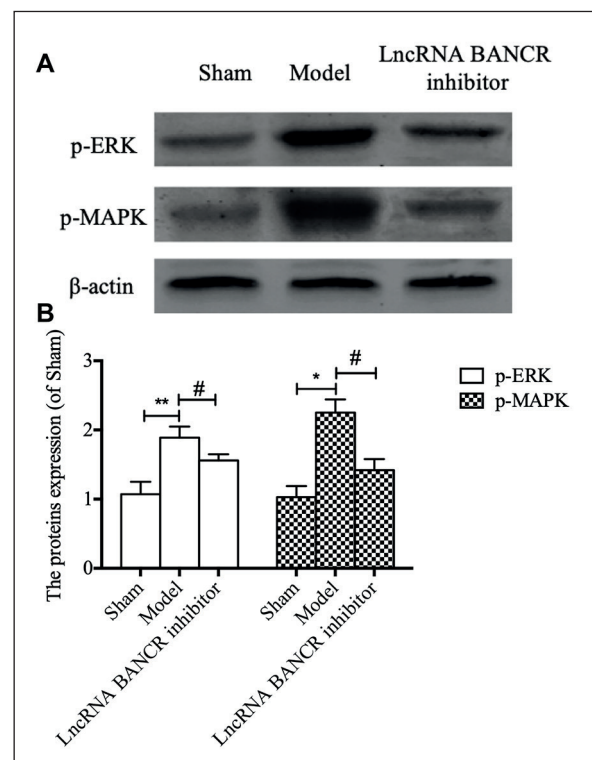 A
Sham Model LncRNA BANCR
inhibitor
p-ERK
p-MAPK
β-actin
B
The proteins expression (of Sham)
3
2
1
0
** #
* #
p-ERK
p-MAPK
Sham
Model
LncRNA BANCR inhibitor
Sham
Model
LncRNA BANCR inhibitor